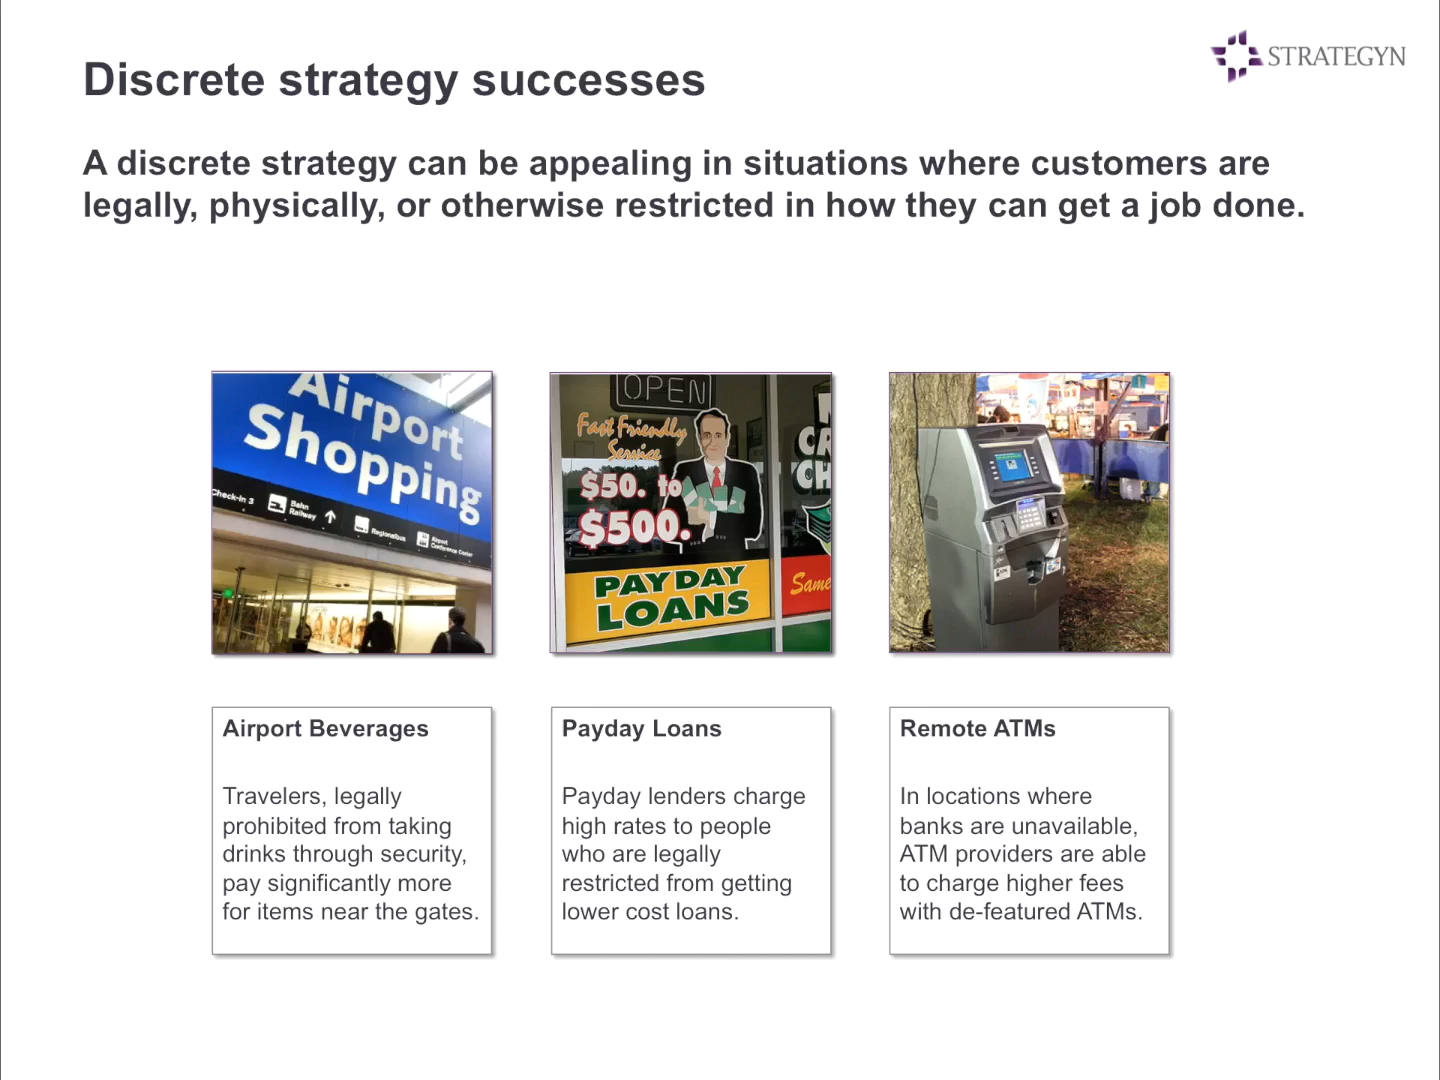 STRATEGYN
Discrete strategy successes
A discrete strategy can be appealing in situations where customers are
legally, physically, or otherwise restricted in how they can get a job done.
Airport
Shopping
Check-in 3
Bahn
Railway
Regionalbus
Airport
Conference Center
OPEN
Fast Friendly
Service
$50. to
$500.
PAYDAY
LOANS
Same
Airport Beverages
Travelers, legally
prohibited from taking
drinks through security,
pay significantly more
for items near the gates.
Payday Loans
Payday lenders charge
high rates to people
who are legally
restricted from getting
lower cost loans.
Remote ATMs
In locations where
banks are unavailable,
ATM providers are able
to charge higher fees
with de-featured ATMs.